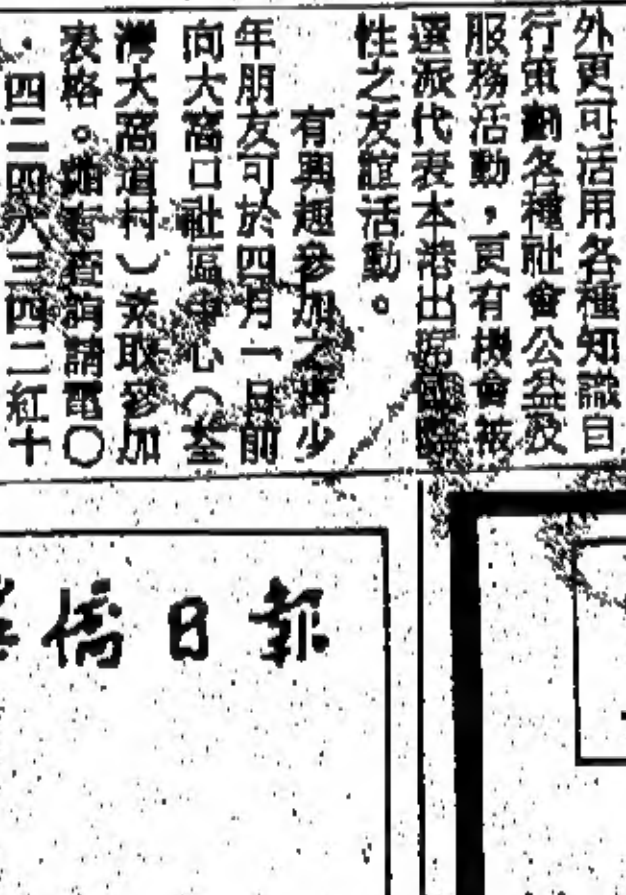 外更可活用各種知識自
行策劃各種社會公益及
服務活動，更有機會被
選派代表本港出席國際
性之友誼活動。
有興趣參加之青少
年朋友可於四月一日前
向大窩口社區中心（荃
灣大窩道村）索取參加
表格。如有查詢請電〇
．四二四六三四二紅十
僑日報